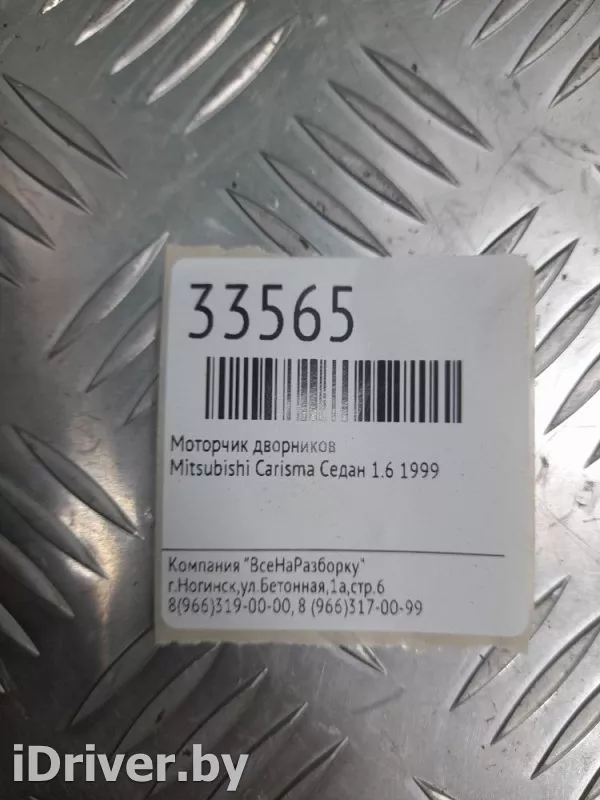 33565
Моторчик дворников
Mitsubishi Carisma Седан 1.6 1999
Компания "ВсеНаРазборку"
г.Ногинск,ул.Бетонная,1а,стр.6
8(966)319-00-00, 8 (966)317-00-99
iDriver.by